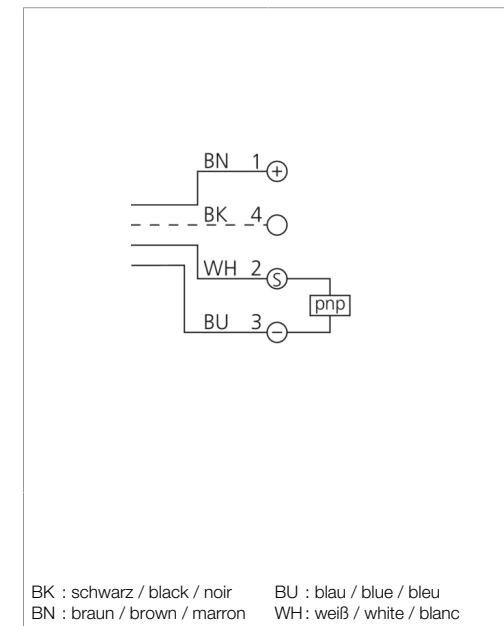 BN 1 +
BK 4
WH 2 S
pnp
BU 3 −
BK : schwarz / black / noir BU : blau / blue / bleu
BN : braun / brown / marron WH : weiß / white / blanc